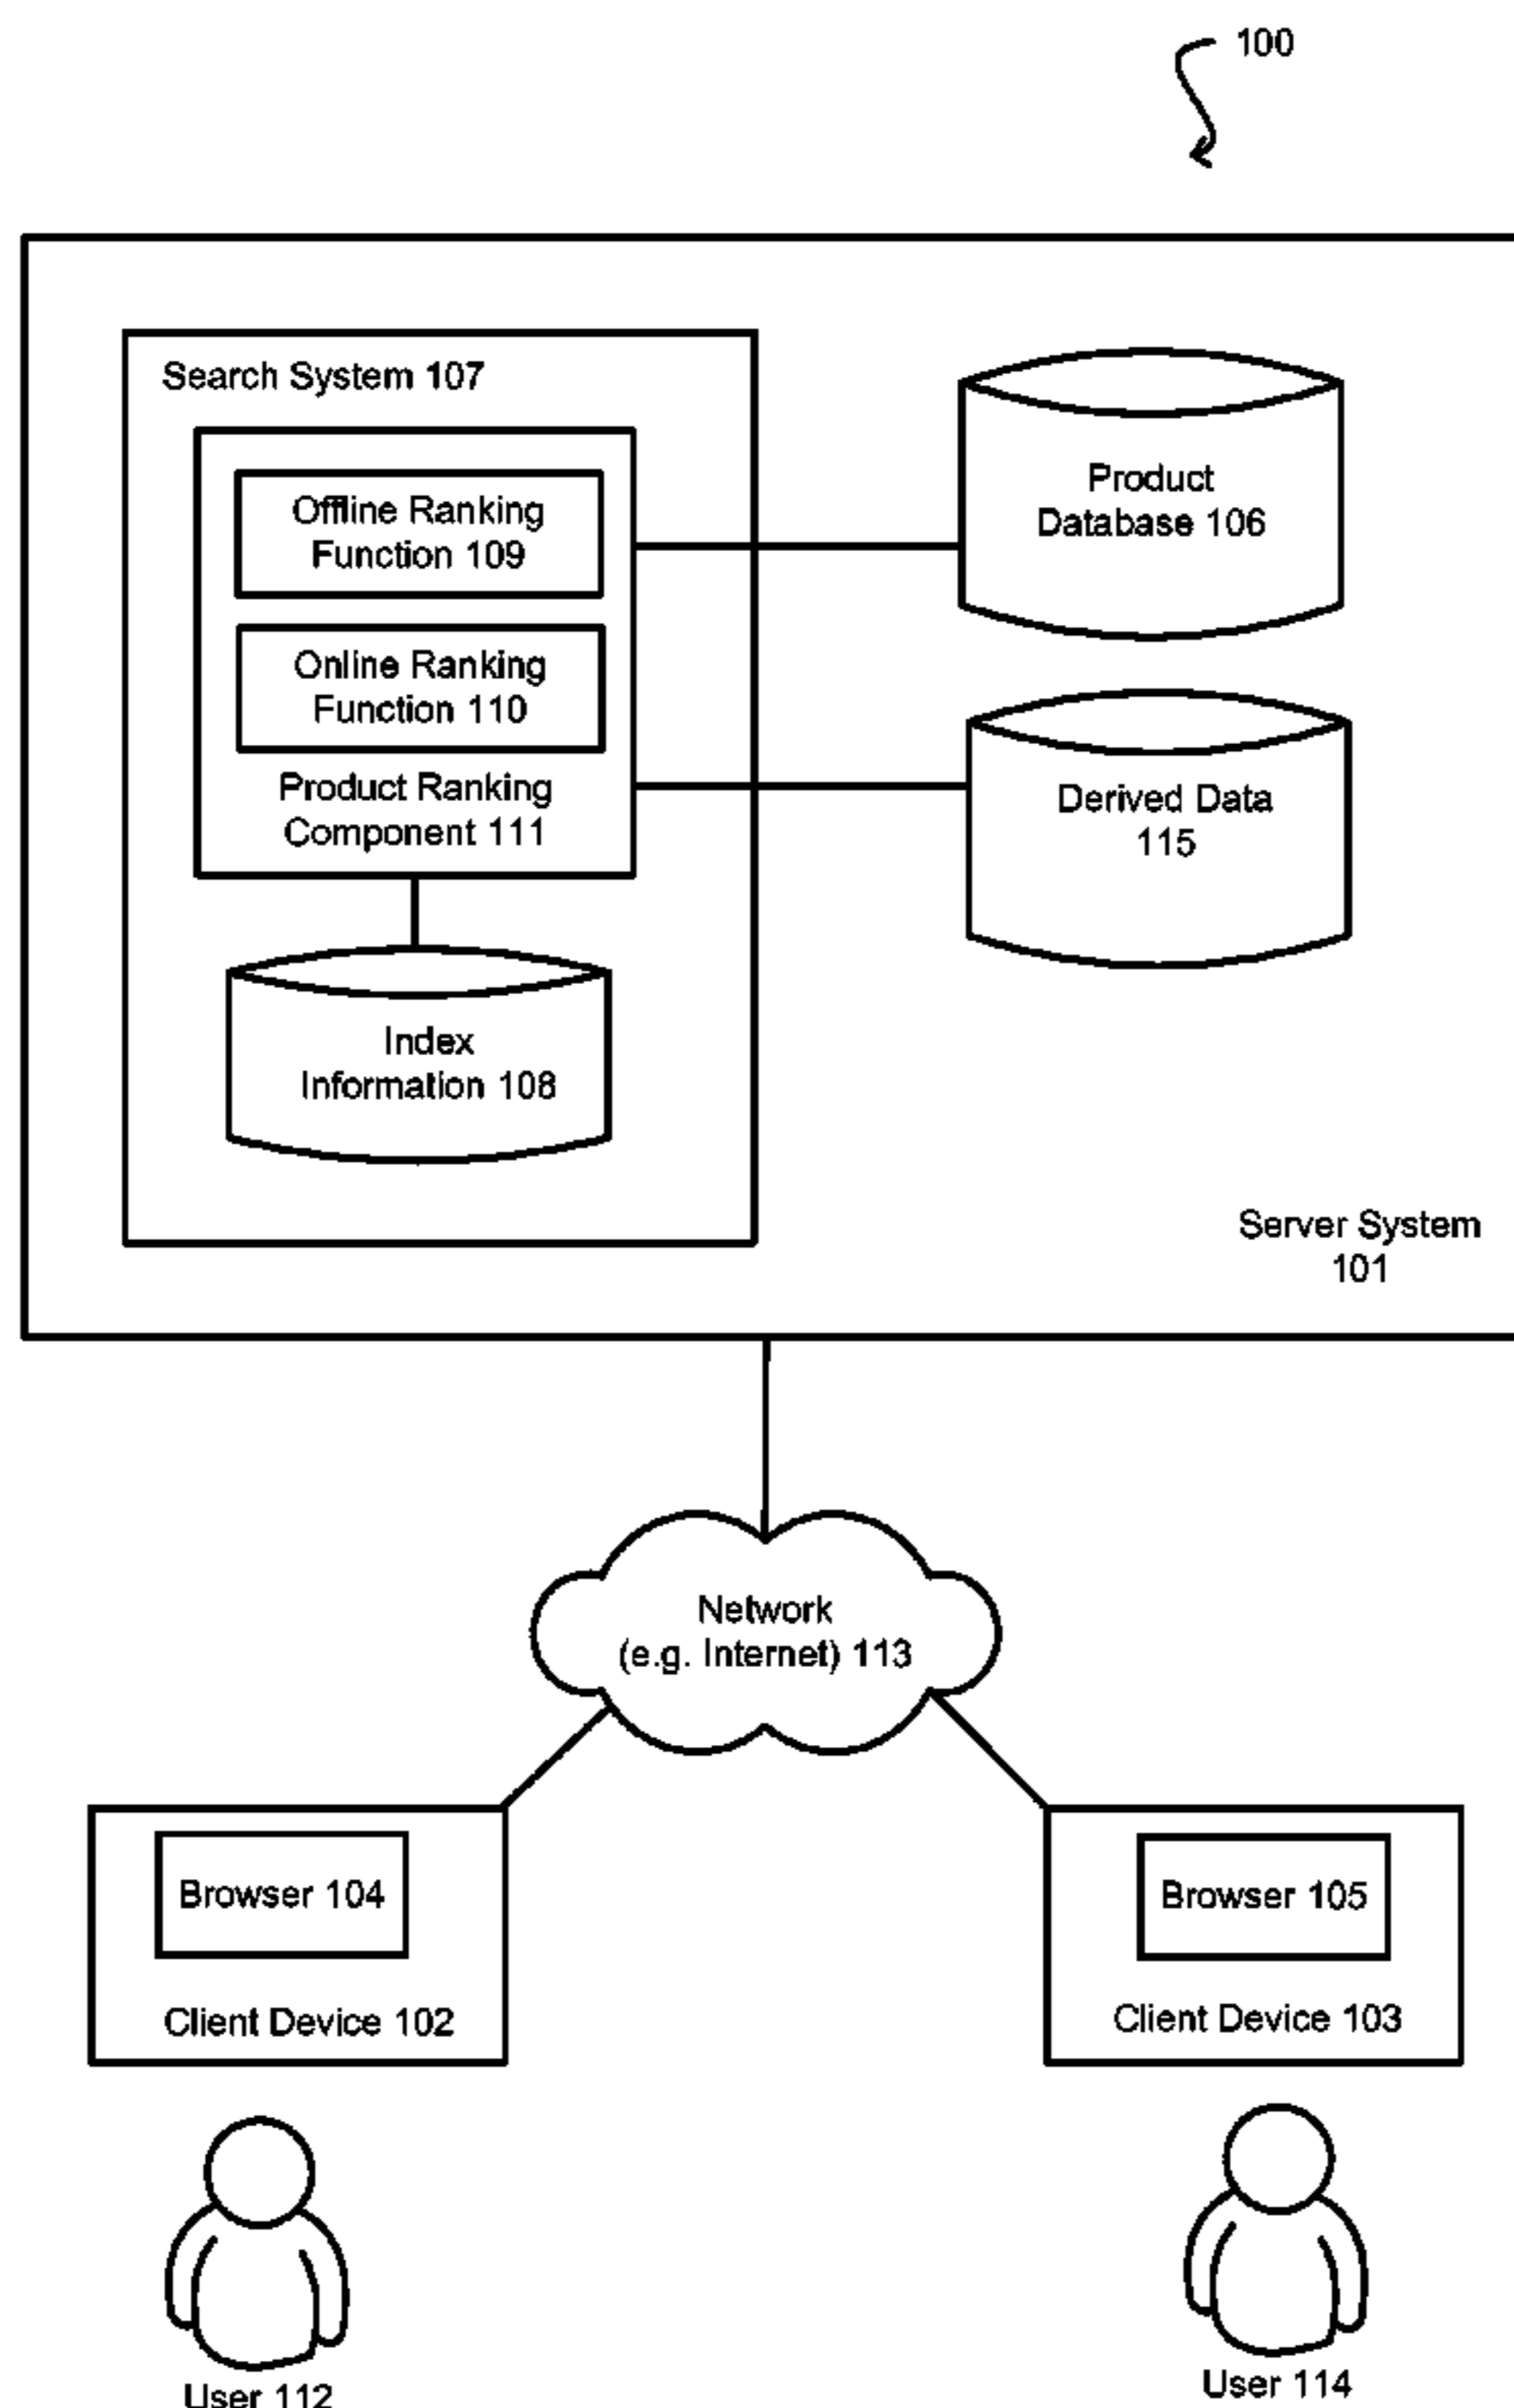 100
Search System 107
Offline Ranking
Function 109
Online Ranking
Function 110
Product Ranking
Component 111
Index
Information 108
Product
Database 106
Derived Data
115
Server System
101
Network
(e.g. Internet) 113
Browser 104
Client Device 102
Browser 105
Client Device 103
User 112
User 114